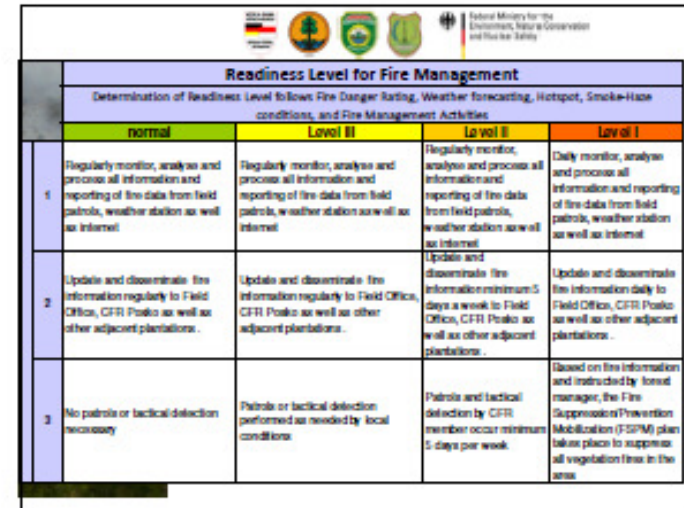 Federal Ministry for the
Environment, Nature Conservation
and Nuclear Safety
Readiness Level for Fire Management
Determination of Readiness Level follows Fire Danger Rating, Weather forecasting, Hotspot, Smoke-Haze
conditions, and Fire Management Activities
normal
Level III
Level II
Level I
1
Regularly monitor, analyse and
process all information and
reporting of fire data from field
patrols, weather station as well
as internet
Regularly monitor, analyse and
process all information and
reporting of fire data from field
patrols, weather station as well as
internet
Regularly monitor,
analyse and process all
information and
reporting of fire data
from field patrols,
weather station as well
as internet
Daily monitor, analyse
and process all
information and reporting
of fire data from field
patrols, weather station
as well as internet
2
Update and disseminate fire
information regularly to Field
Office, CFR Posko as well as
other adjacent plantations .
Update and disseminate fire
information regularly to Field Office,
CFR Posko as well as other
adjacent plantations .
Update and
disseminate fire
information minimum 5
days a week to Field
Office, CFR Posko as
well as other adjacent
plantations .
Update and disseminate
fire information daily to
Field Office, CFR Posko
as well as other adjacent
plantations .
3
No patrols or tactical detection
necessary
Patrols or tactical detection
performed as needed by local
conditions
Patrols and tactical
detection by CFR
member occur minimum
5 days per week
Based on fire information
and instructed by forest
manager, the Fire
Suppression/Prevention
Mobilization (FSPM) plan
takes place to suppress
all vegetation fires in the
area